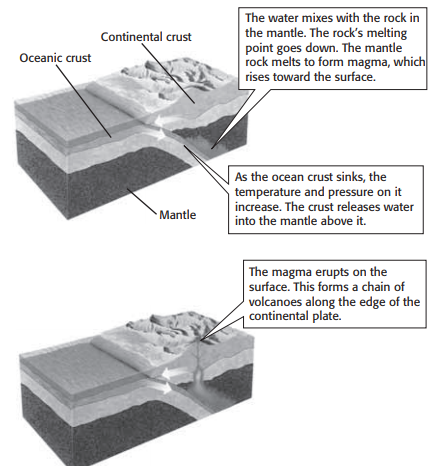 The water mixes with the rock in
the mantle. The rock's melting
point goes down. The mantle
rock melts to form magma, which
rises toward the surface.
Continental crust
Oceanic crust
As the ocean crust sinks, the
temperature and pressure on it
increase. The crust releases water
into the mantle above it.
Mantle
The magma erupts on the
surface. This forms a chain of
volcanoes along the edge of the
continental plate.